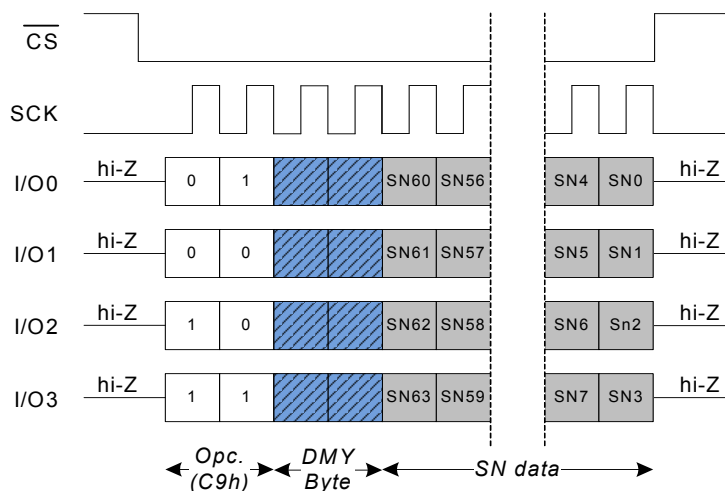 CS
SCK
I/O0 hi-Z 0 1 SN60 SN56 SN4 SN0 hi-Z
I/O1 hi-Z 0 0 SN61 SN57 SN5 SN1 hi-Z
I/O2 hi-Z 1 0 SN62 SN58 SN6 Sn2 hi-Z
I/O3 hi-Z 1 1 SN63 SN59 SN7 SN3 hi-Z
Opc. DMY SN data
(C9h) Byte